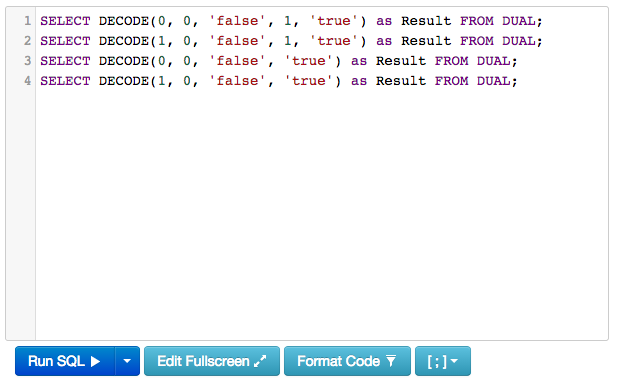 1 SELECT DECODE(0, 0, 'false', 1, 'true') as Result FROM DUAL;
2 SELECT DECODE(1, 0, 'false', 1, 'true') as Result FROM DUAL;
3 SELECT DECODE(0, 0, 'false', 'true') as Result FROM DUAL;
4 SELECT DECODE(1, 0, 'false', 'true') as Result FROM DUAL;
Run SQL Edit Fullscreen Format Code [;]